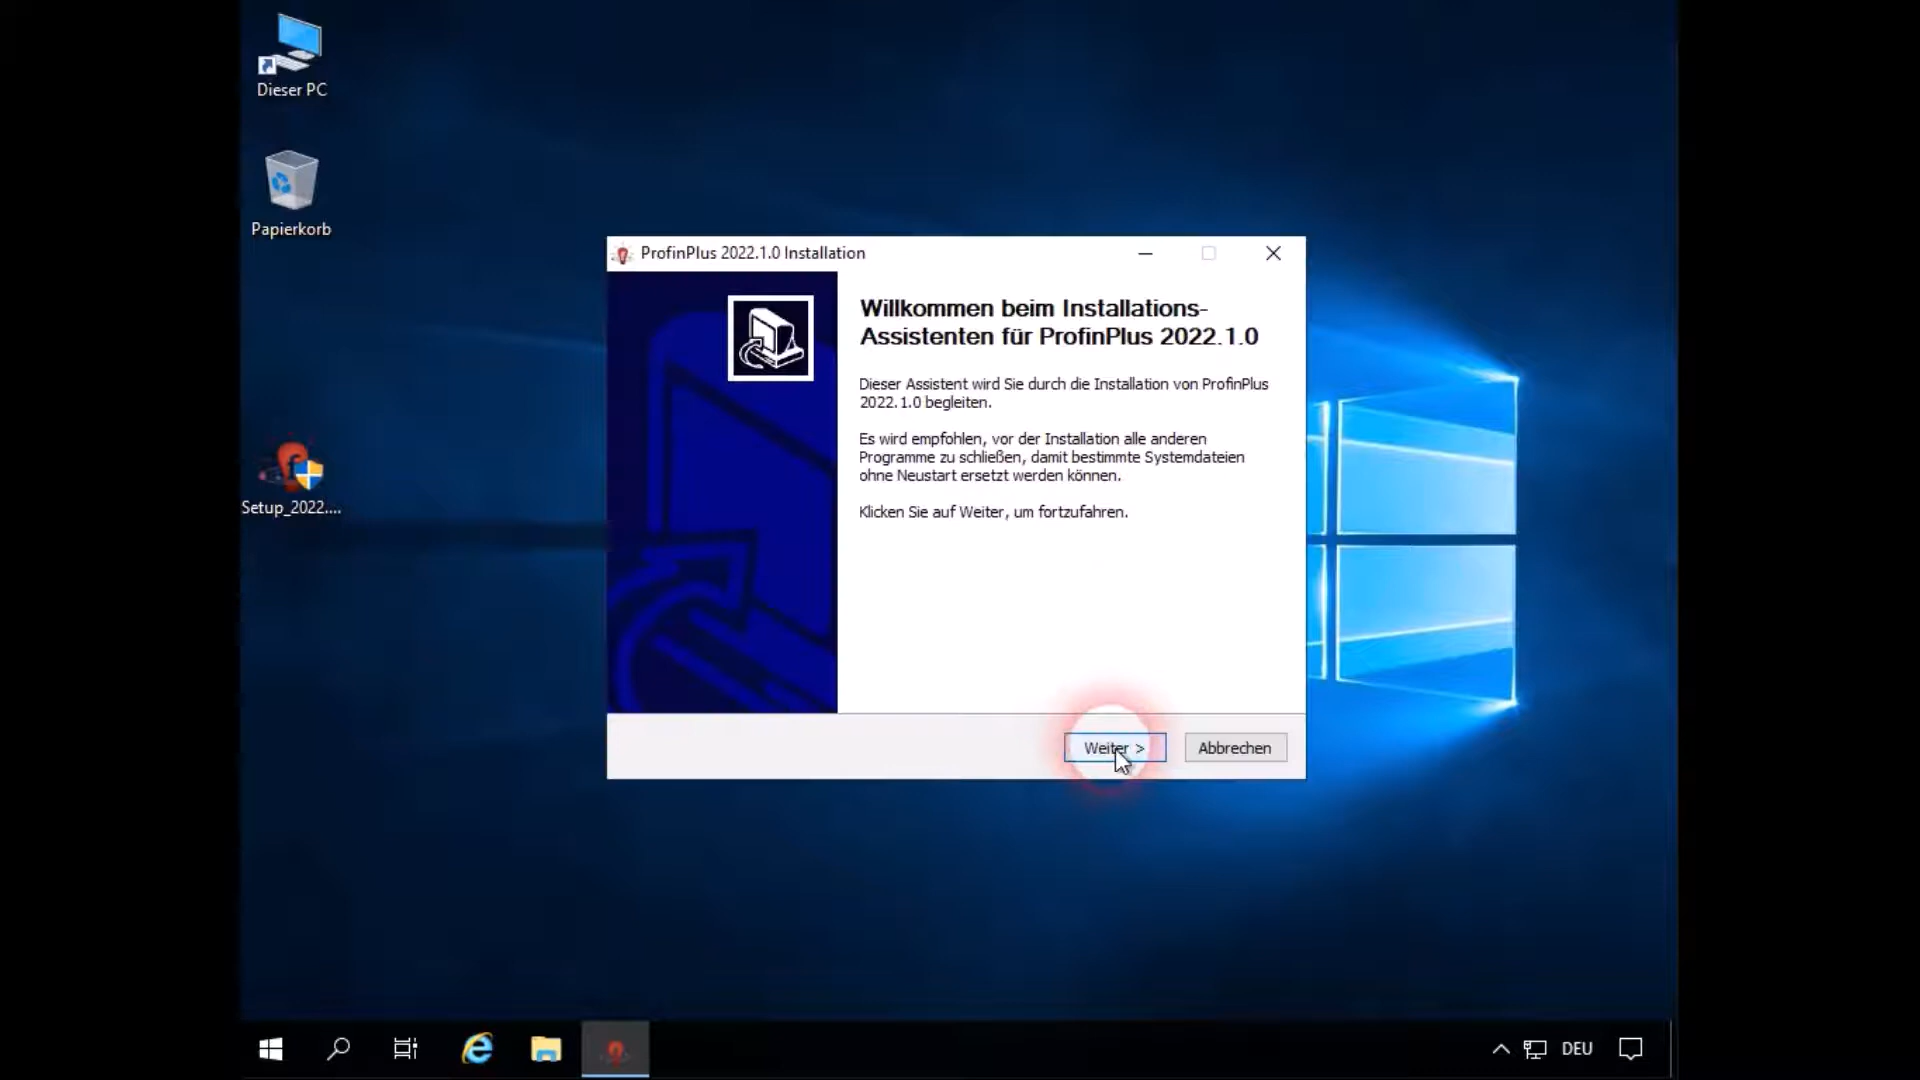 Dieser PC
Papierkorb
Setup_2022....
ProfinPlus 2022.1.0 Installation
Willkommen beim Installations-
Assistenten für ProfinPlus 2022.1.0
Dieser Assistent wird Sie durch die Installation von ProfinPlus
2022.1.0 begleiten.
Es wird empfohlen, vor der Installation alle anderen
Programme zu schließen, damit bestimmte Systemdateien
ohne Neustart ersetzt werden können.
Klicken Sie auf Weiter, um fortzufahren.
Weiter >
Abbrechen
DEU